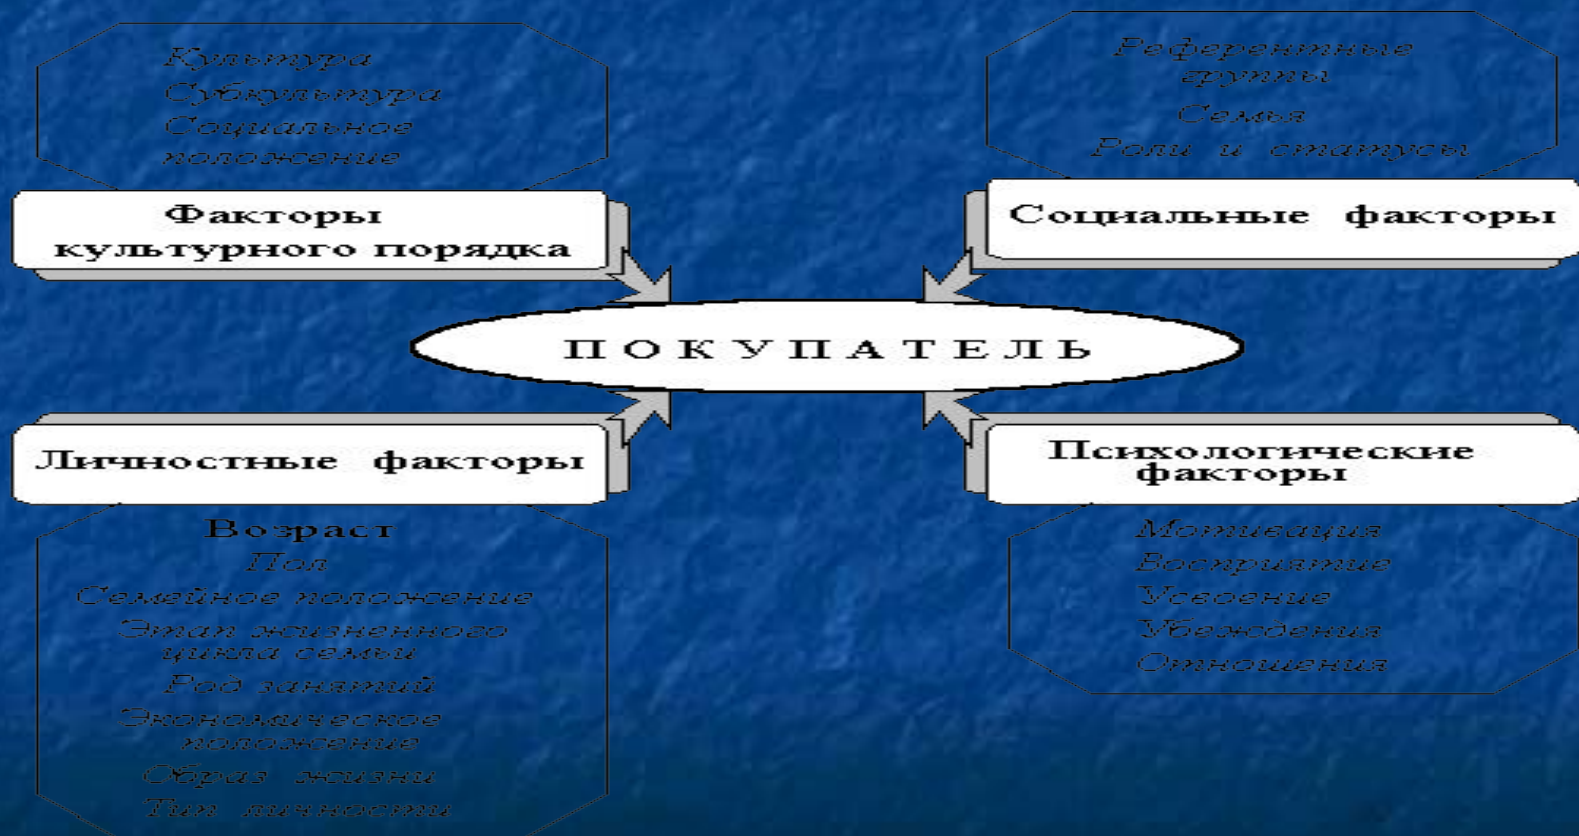 Культура
Субкультура
Социальное
положение
Факторы
культурного порядка
Референтные
группы
Семья
Роли и статусы
Социальные факторы
ПОКУПАТЕЛЬ
Личностные факторы
Возраст
Пол
Семейное положение
Этап жизненного
цикла семьи
Род занятий
Экономическое
положение
Образ жизни
Тип личности
Психологические
факторы
Мотивация
Восприятие
Усвоение
Убеждения
Отношения